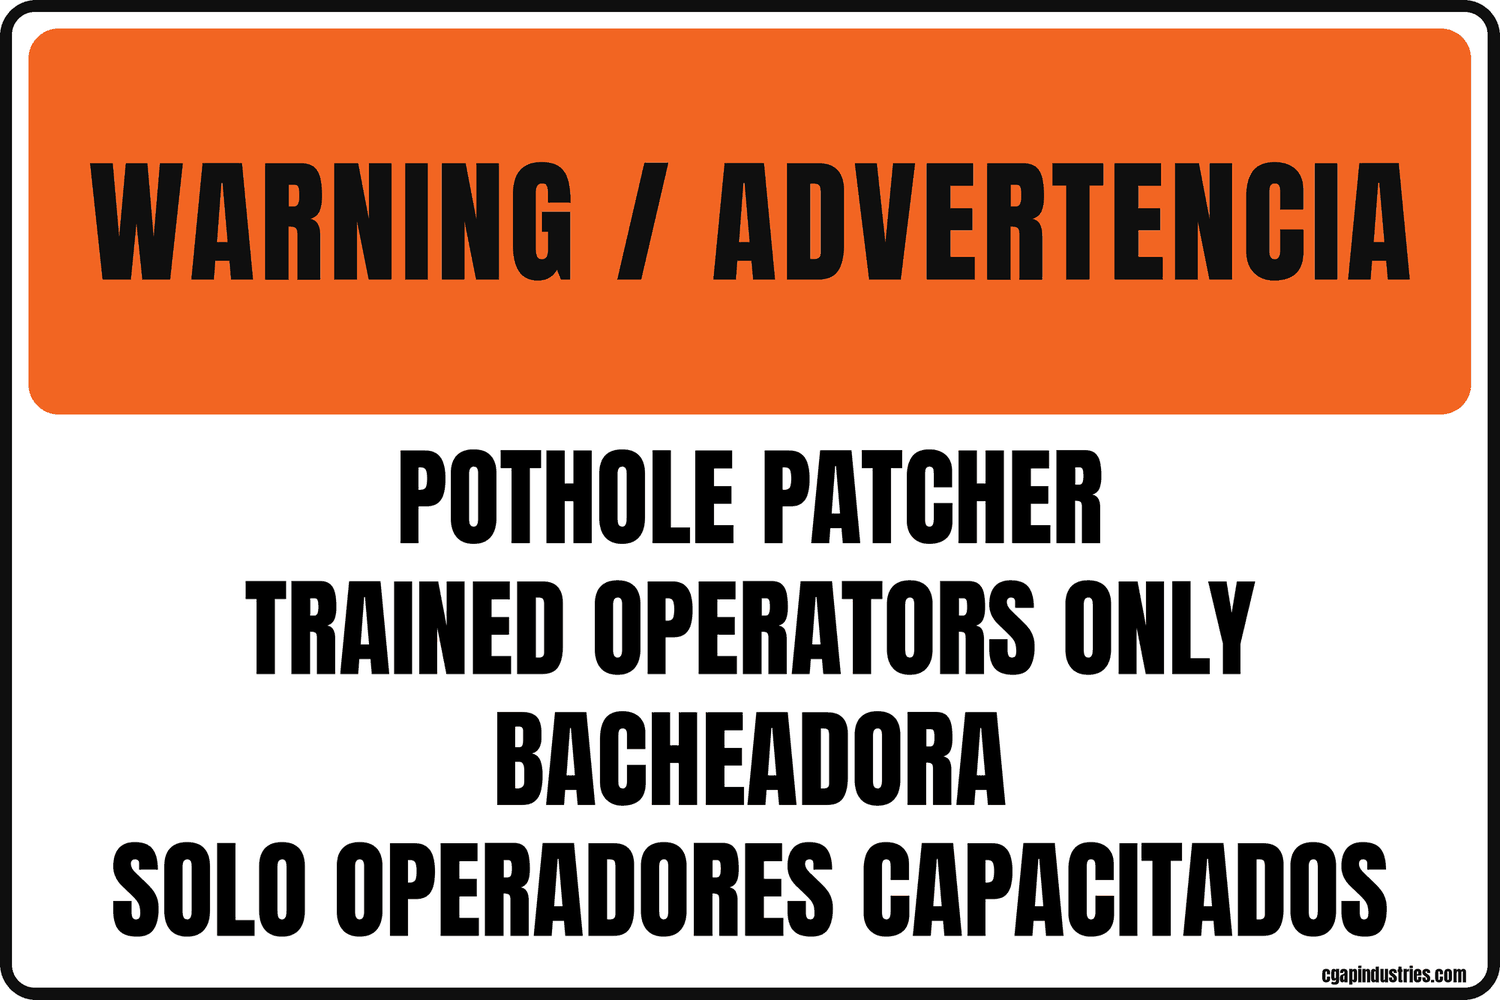 WARNING / ADVERTENCIA
POTHOLE PATCHER
TRAINED OPERATORS ONLY
BACHEADORA
SOLO OPERADORES CAPACITADOS
cgapindustries.com